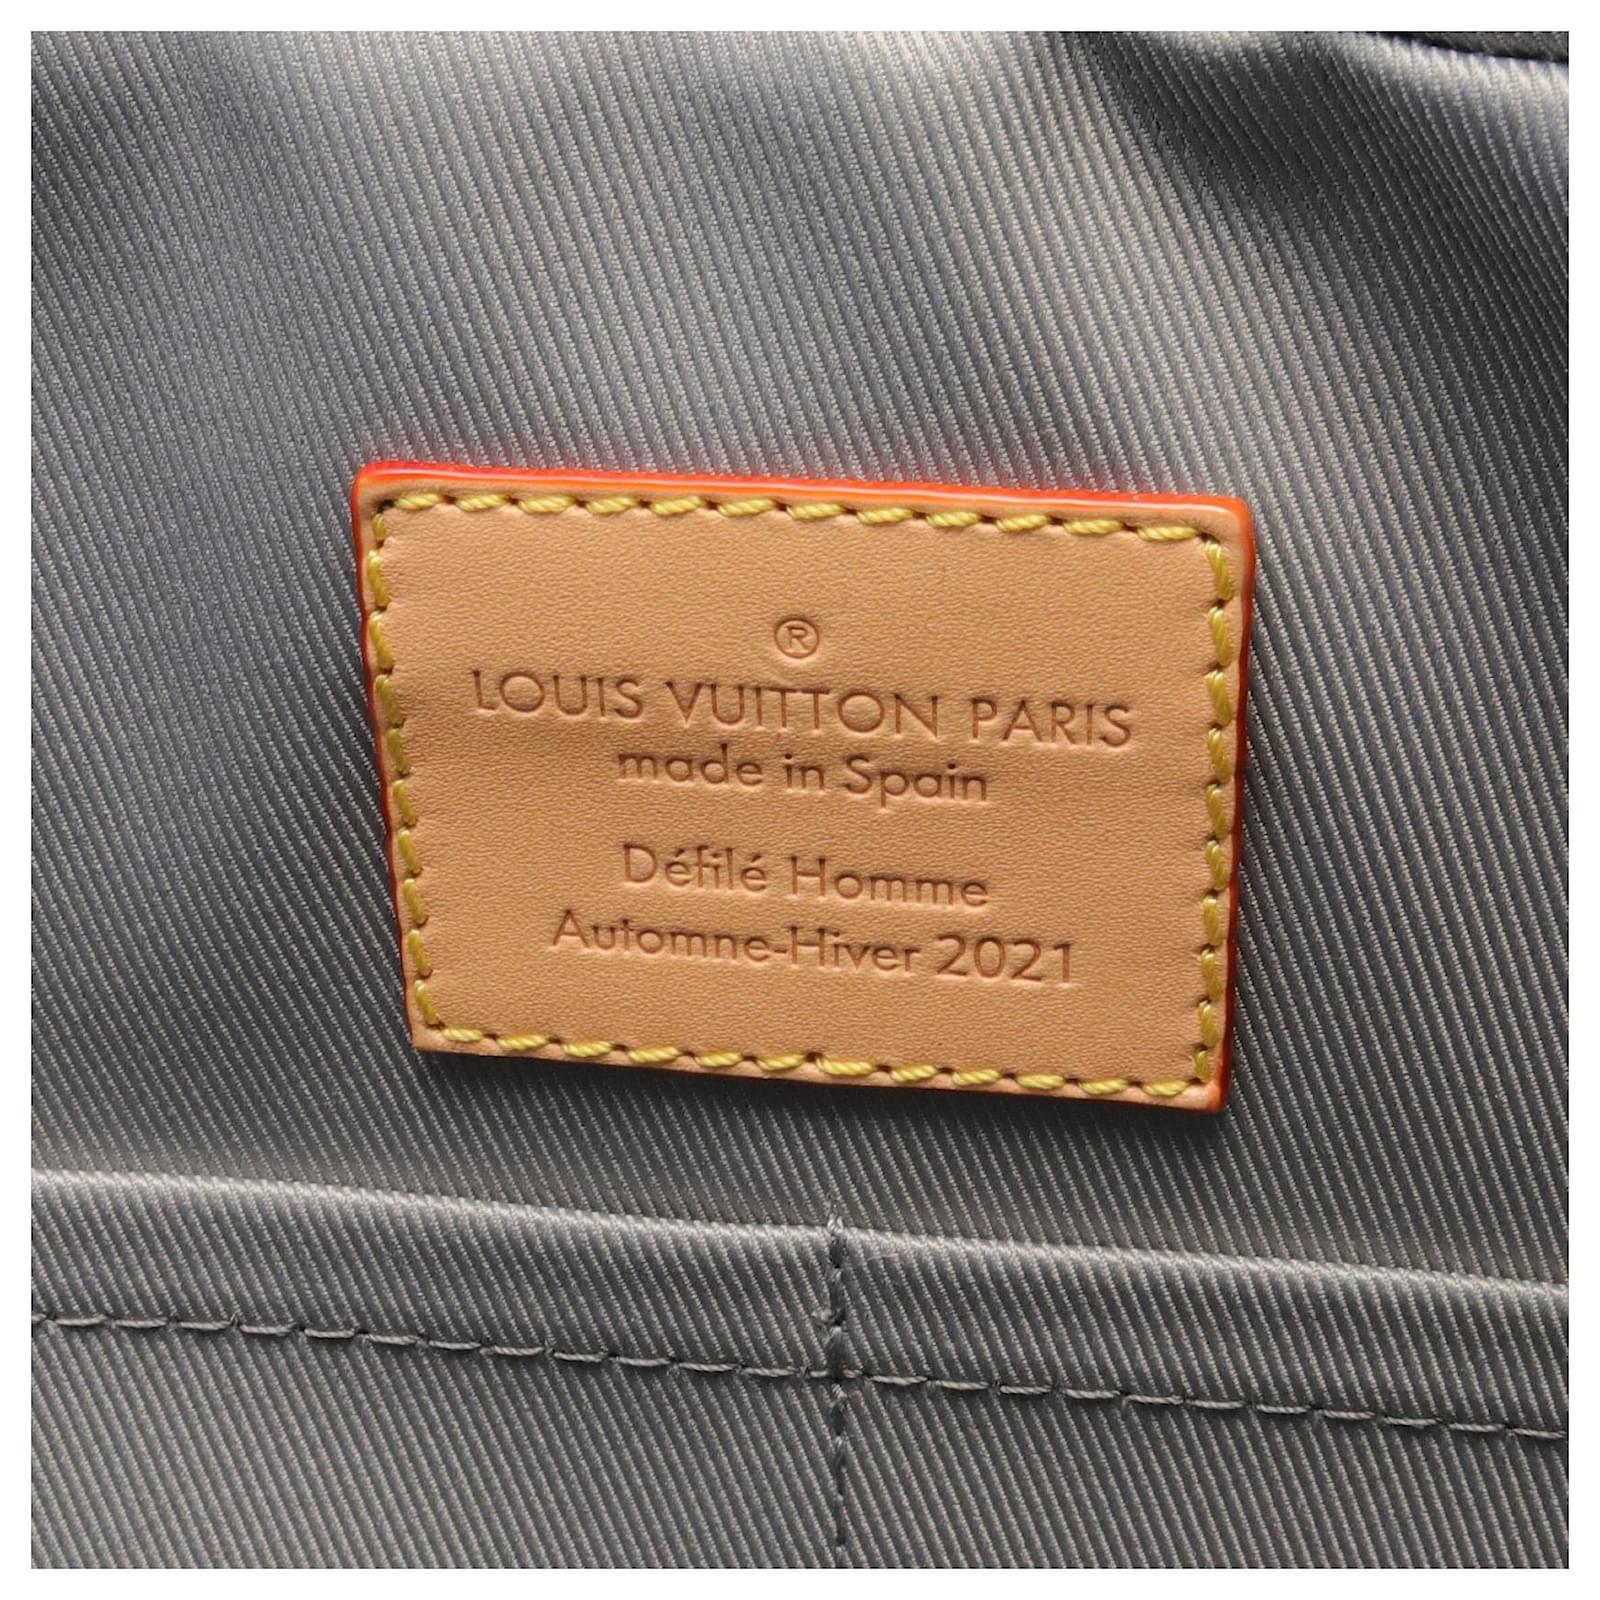 ®
LOUIS VUITTON PARIS
made in Spain
Défilé Homme
Automne-Hiver 2021